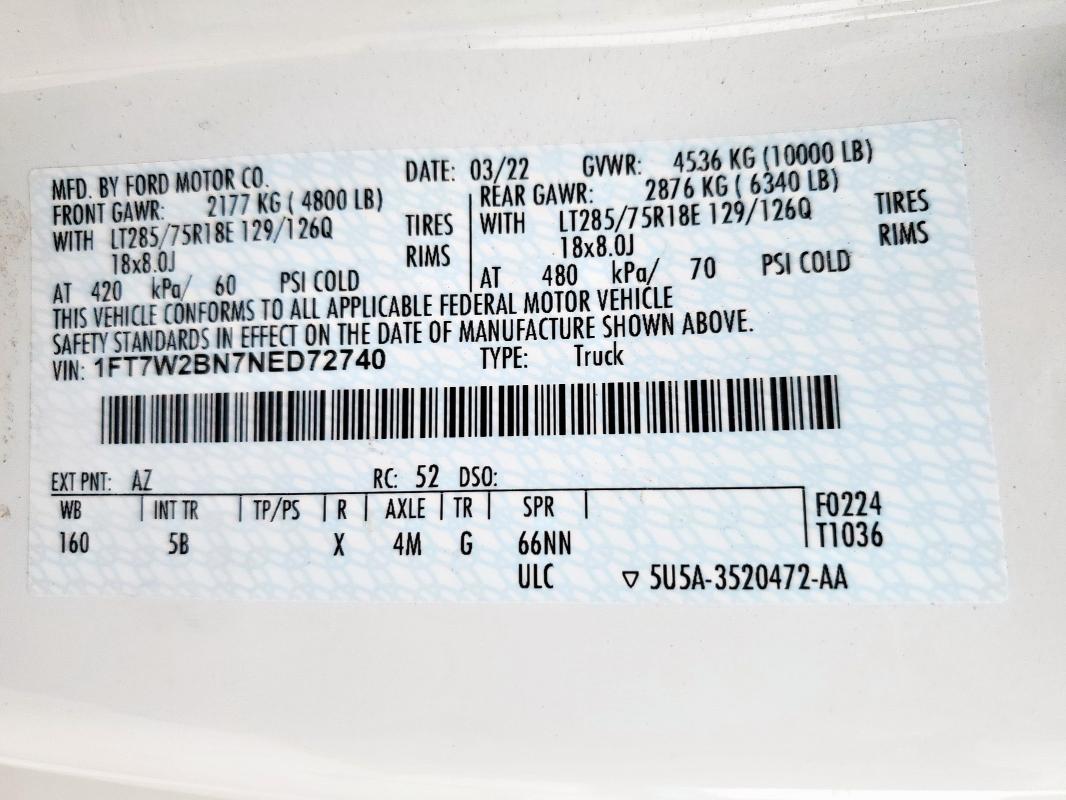 MFD. BY FORD MOTOR CO. DATE: 03/22 GVWR: 4536 KG (10000 LB)
FRONT GAWR: 2177 KG ( 4800 LB) REAR GAWR: 2876 KG ( 6340 LB)
WITH LT285/75R18E 129/126Q TIRES WITH LT285/75R18E 129/126Q TIRES
18x8.0J RIMS 18x8.0J RIMS
AT 420 kPa/ 60 PSI COLD AT 480 kPa/ 70 PSI COLD
THIS VEHICLE CONFORMS TO ALL APPLICABLE FEDERAL MOTOR VEHICLE
SAFETY STANDARDS IN EFFECT ON THE DATE OF MANUFACTURE SHOWN ABOVE.
VIN: 1FT7W2BN7NED72740 TYPE: Truck
EXT PNT: AZ RC: 52 DSO:
WB INT TR TP/PS R AXLE TR SPR F0224
160 5B X 4M G 66NN T1036
ULC ▽ 5U5A-3520472-AA